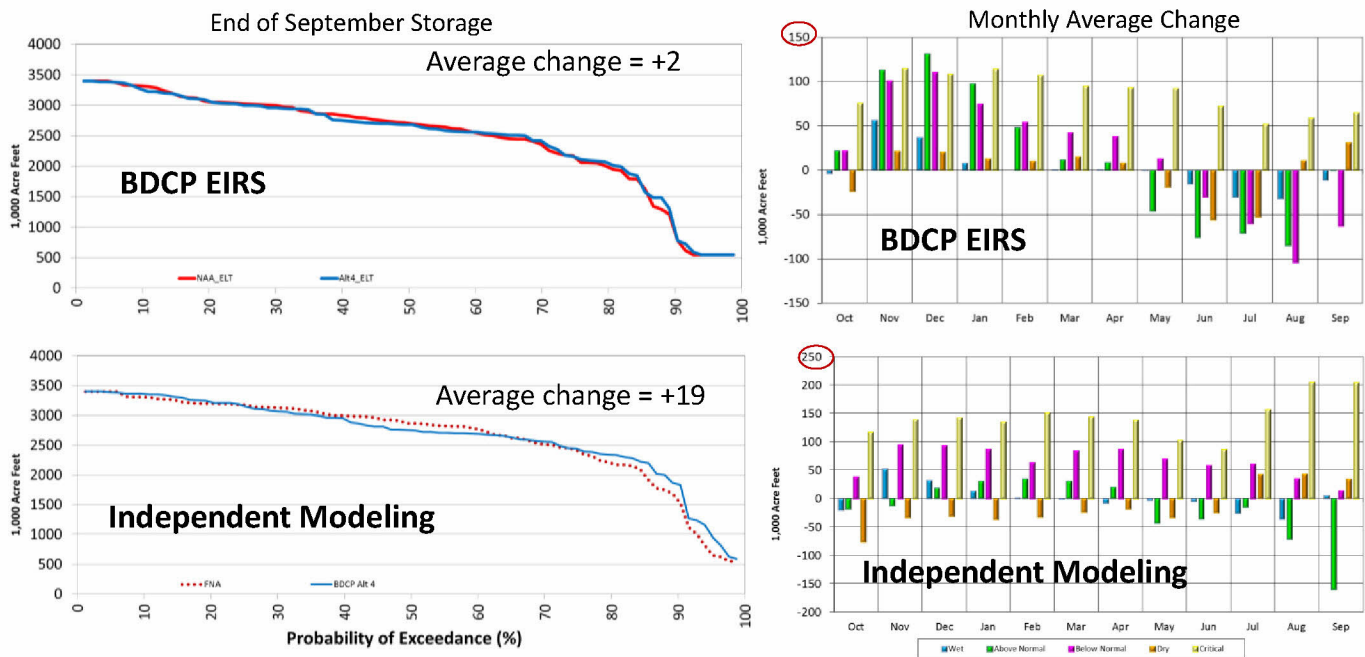 End of September Storage
Average change = +2
BDCP EIRS
1,000 Acre Feet
4000
3500
3000
2500
2000
1500
1000
500
0
NAA_ELT
Alt4_ELT
0 10 20 30 40 50 60 70 80 90 100
Monthly Average Change
150
100
50
0
-50
-100
-150
1,000 Acre Feet
BDCP EIRS
Oct Nov Dec Jan Feb Mar Apr May Jun Jul Aug Sep
4000
3500
3000
2500
2000
1500
1000
500
0
1,000 Acre Feet
Average change = +19
Independent Modeling
FNA
BDCP Alt 4
0 10 20 30 40 50 60 70 80 90 100
Probability of Exceedance (%)
250
200
150
100
50
0
-50
-100
-150
-200
1,000 Acre Feet
Independent Modeling
Oct Nov Dec Jan Feb Mar Apr May Jun Jul Aug Sep
Wet Above Normal Below Normal Dry Critical